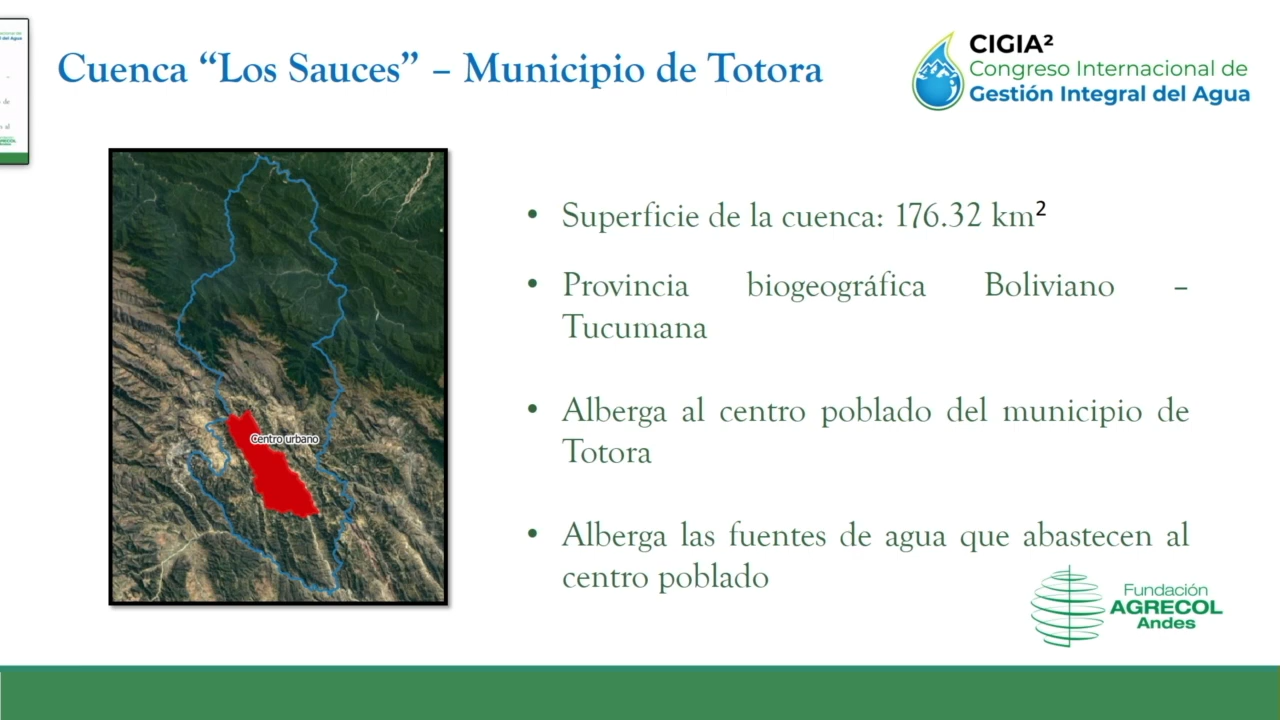 Cuenca “Los Sauces” – Municipio de Totora
CIGIA²
Congreso Internacional de
Gestión Integral del Agua
Centro urbano
• Superficie de la cuenca: 176.32 km²
• Provincia biogeográfica Boliviano –
Tucumana
• Alberga al centro poblado del municipio de
Totora
• Alberga las fuentes de agua que abastecen al
centro poblado
Fundación
AGRECOL
Andes